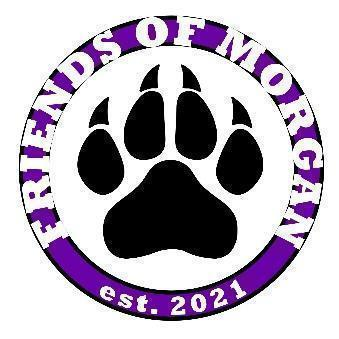 FRIENDS OF MORGAN
est. 2021